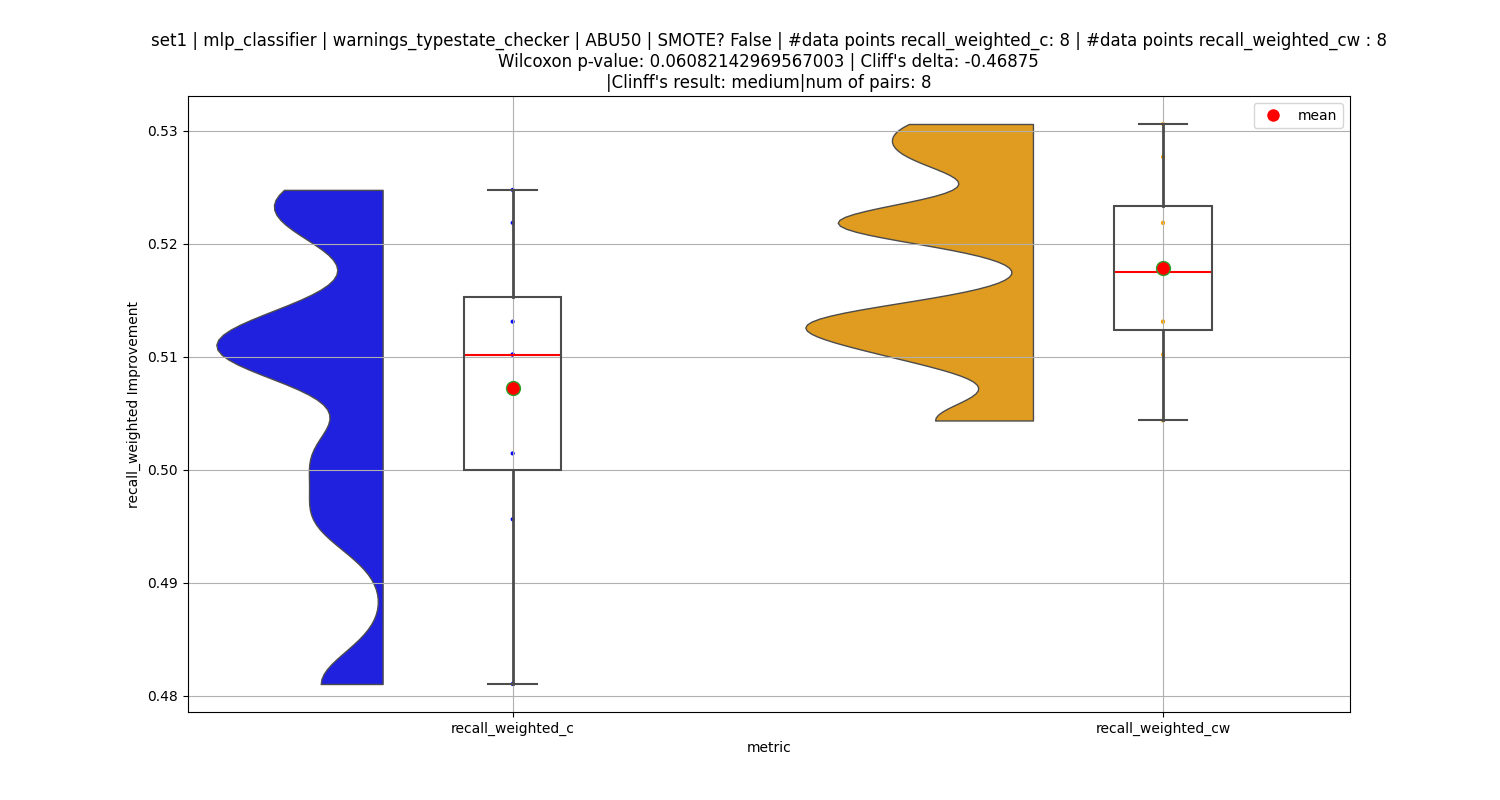 set1 | mlp_classifier | warnings_typestate_checker | ABU50 | SMOTE? False | #data points recall_weighted_c: 8 | #data points recall_weighted_cw : 8
Wilcoxon p-value: 0.06082142969567003 | Cliff's delta: -0.46875
|Clinff's result: medium|num of pairs: 8
mean
0.53
0.52
0.51
0.50
0.49
0.48
recall_weighted Improvement
recall_weighted_c
recall_weighted_cw
metric